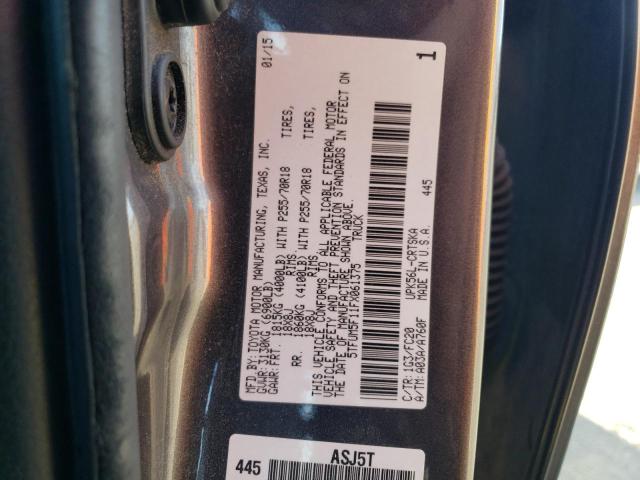 MFD.BY:TOYOTA MOTOR MANUFACTURING, TEXAS, INC. 01/15
GVWR: 3130KG (6900LB)
GAWR: FRT. 1815KG (4000LB) WITH P255/70R18 TIRES,
18X8J RIMS
RR. 1860KG (4100LB) WITH P255/70R18 TIRES,
RIMS
THIS VEHICLE CONFORMS TO ALL APPLICABLE FEDERAL MOTOR
VEHICLE SAFETY AND THEFT PREVENTION STANDARDS IN EFFECT ON
THE DATE OF MANUFACTURE SHOWN ABOVE.
5TFUM5F11FX061375 TRUCK
C/TR: 1G3/FC20 UPK56L-CRTSKA 445
A/TM: A03A/A760F MADE IN U.S.A. 1
445 ASJ5T